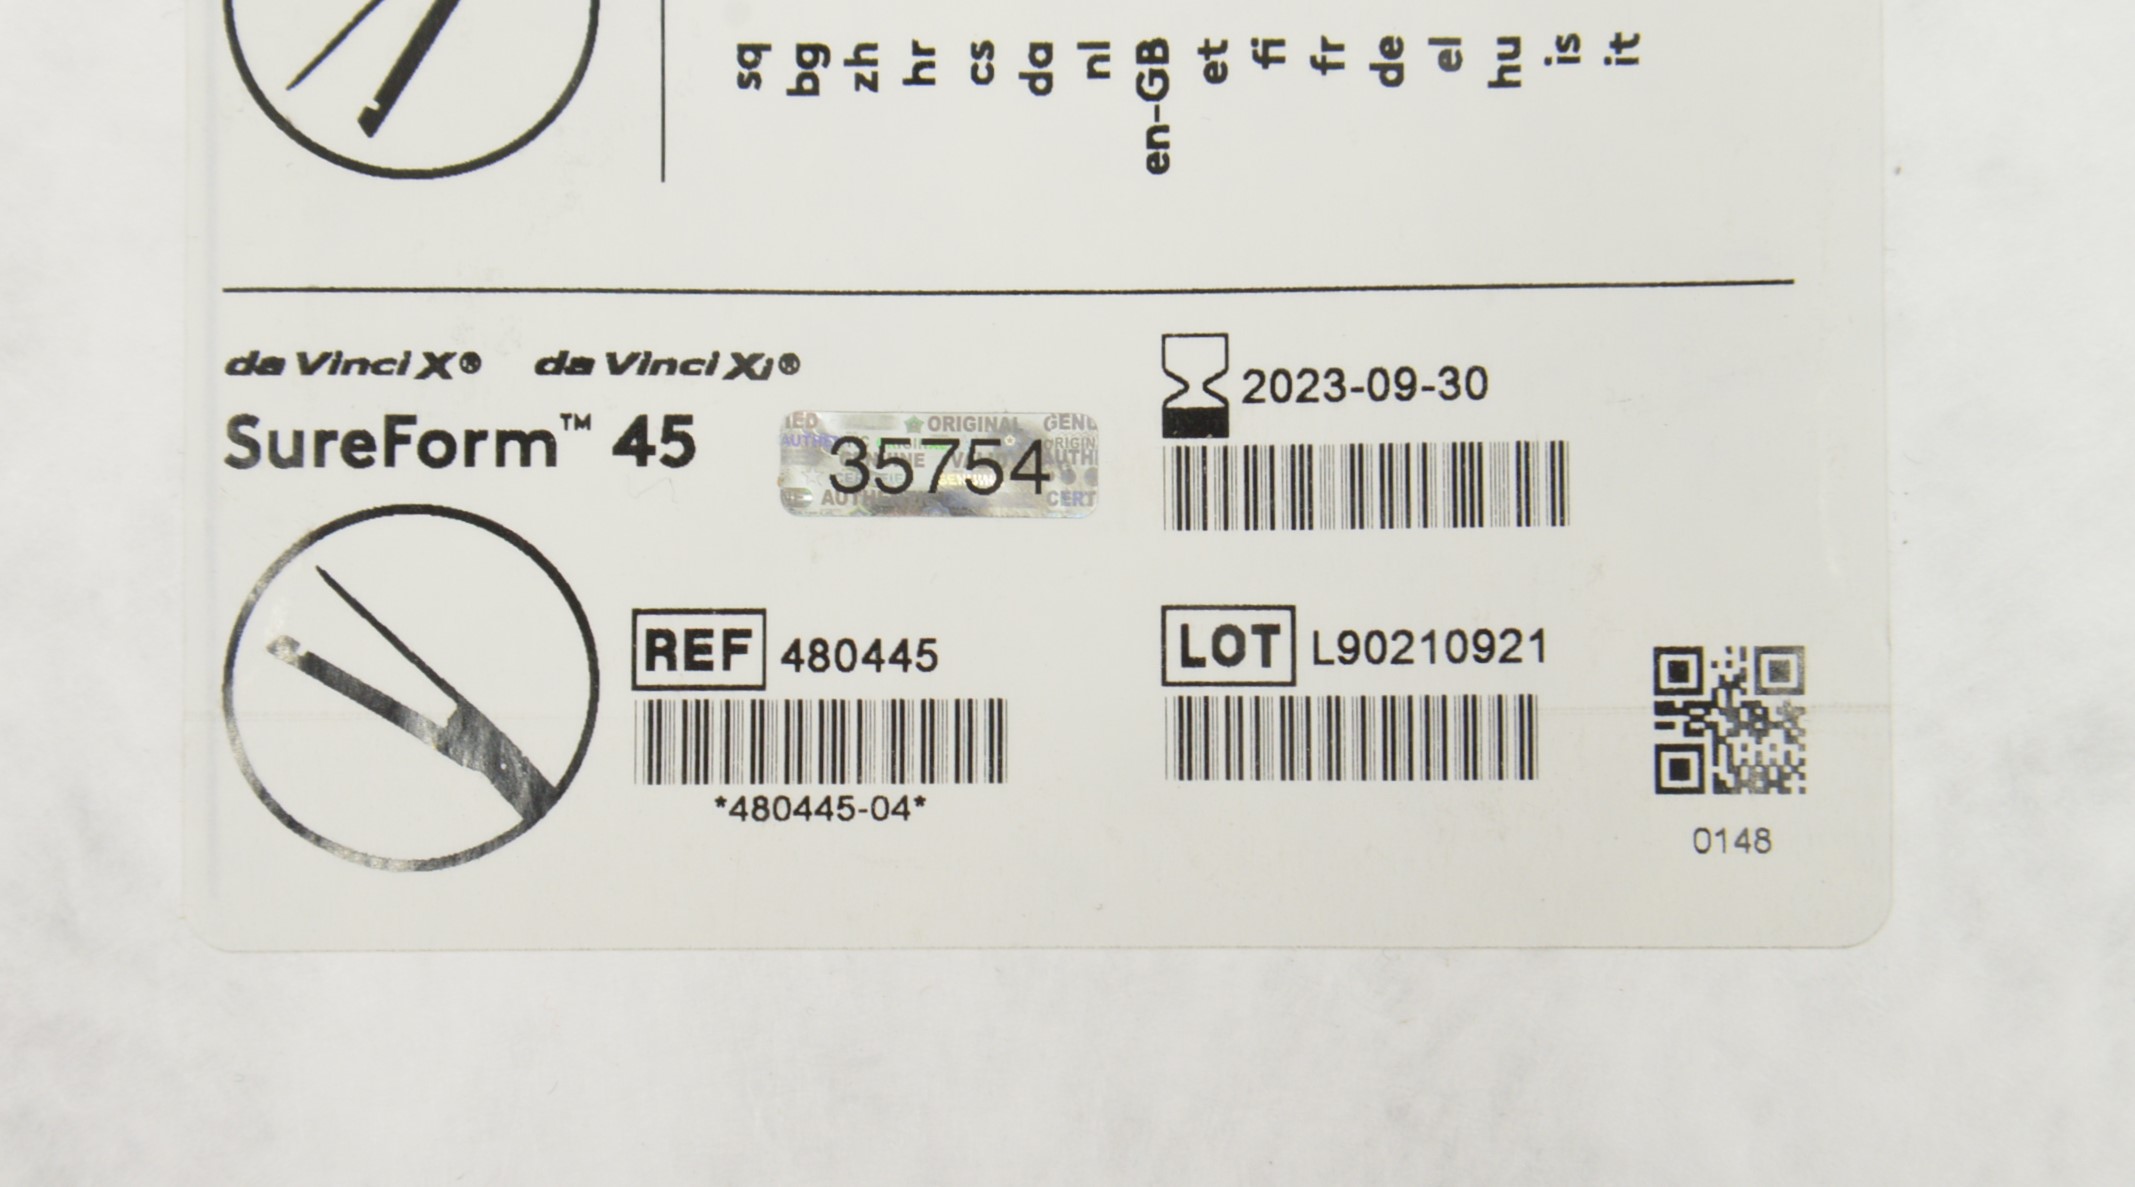 sq
bg
zh
hr
cs
da
nl
en-GB
et
fi
fr
de
el
hu
is
it
da Vinci X® da Vinci Xi®
SureForm™ 45
ORIGINAL
35754
2023-09-30
REF 480445
*480445-04*
LOT L90210921
0148